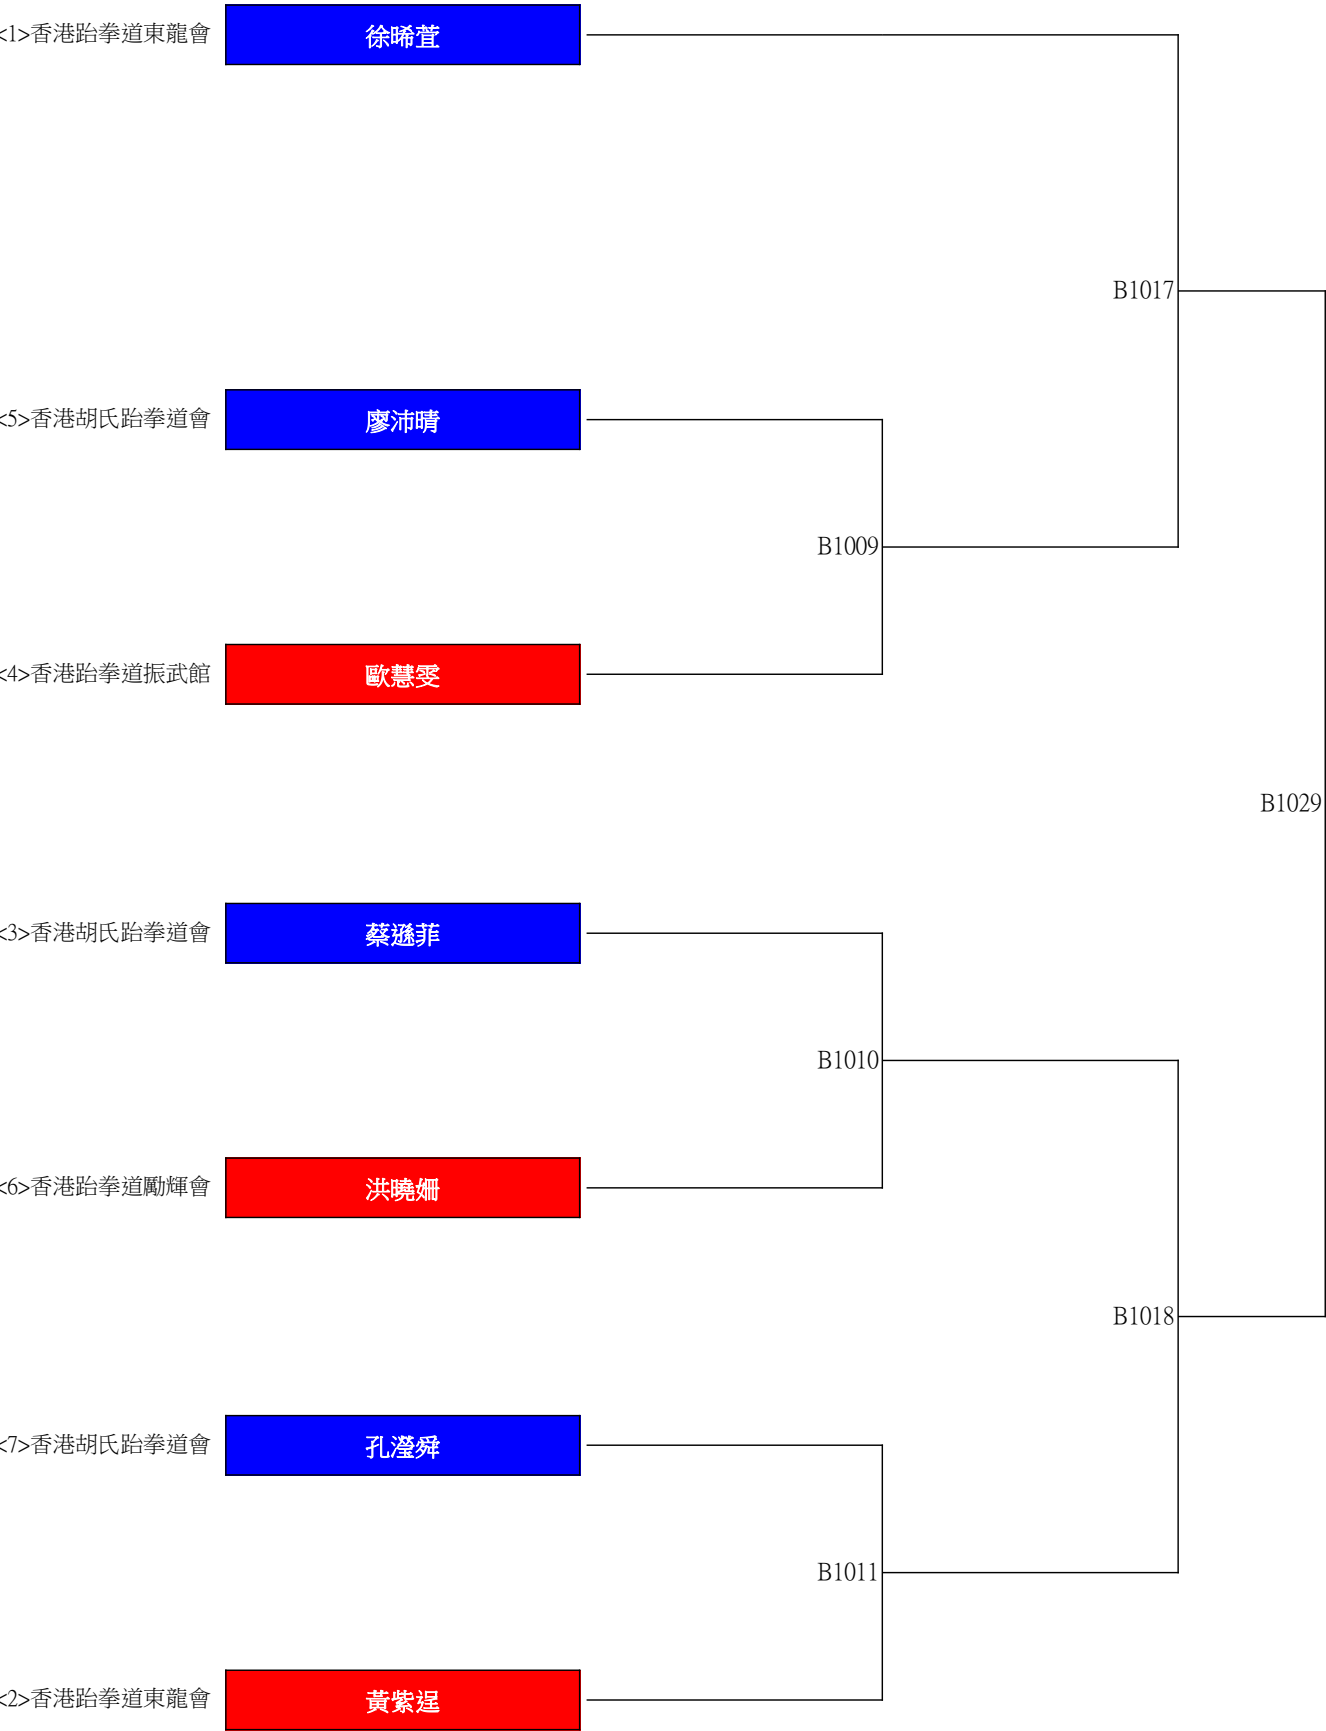 <1>香港跆拳道東龍會 徐晞萓
B1017
<5>香港胡氏跆拳道會 廖沛晴
B1009
<4>香港跆拳道振武館 歐慧雯
B1029
<3>香港胡氏跆拳道會 蔡遜菲
B1010
<6>香港跆拳道勵輝會 洪曉姍
B1018
<7>香港胡氏跆拳道會 孔瀅舜
B1011
<2>香港跆拳道東龍會 黃紫逞